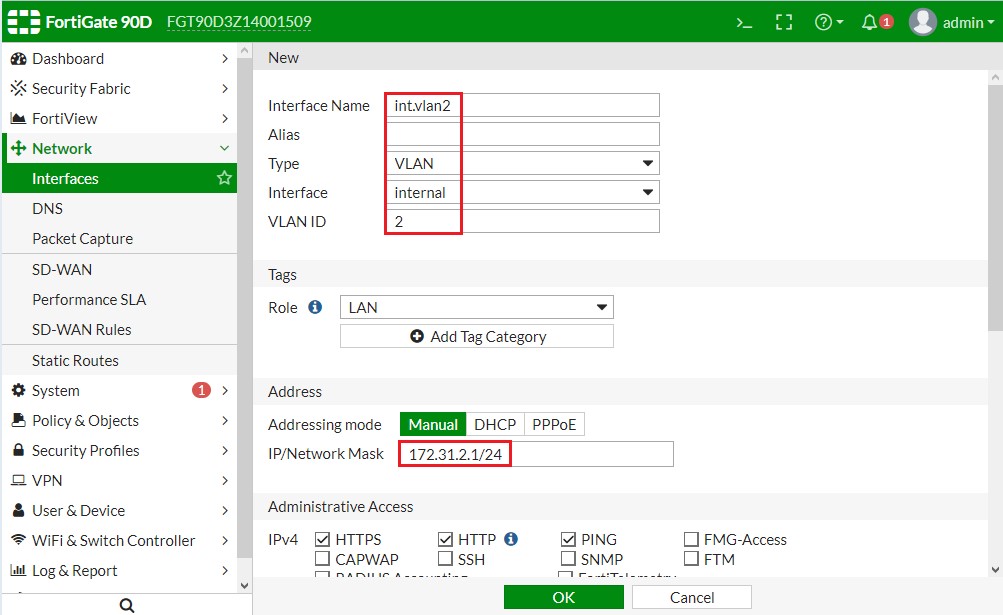 FortiGate 90D FGT90D3Z14001509 >_ ? 1 admin
Dashboard
Security Fabric
FortiView
Network
Interfaces
DNS
Packet Capture
SD-WAN
Performance SLA
SD-WAN Rules
Static Routes
System 1
Policy & Objects
Security Profiles
VPN
User & Device
WiFi & Switch Controller
Log & Report
New
Interface Name int.vlan2
Alias
Type VLAN
Interface internal
VLAN ID 2
Tags
Role LAN
Add Tag Category
Address
Addressing mode Manual DHCP PPPoE
IP/Network Mask 172.31.2.1/24
Administrative Access
IPv4 HTTPS HTTP PING FMG-Access
CAPWAP SSH SNMP FTM
RADIUS Accounting FortiTelemetry
OK Cancel